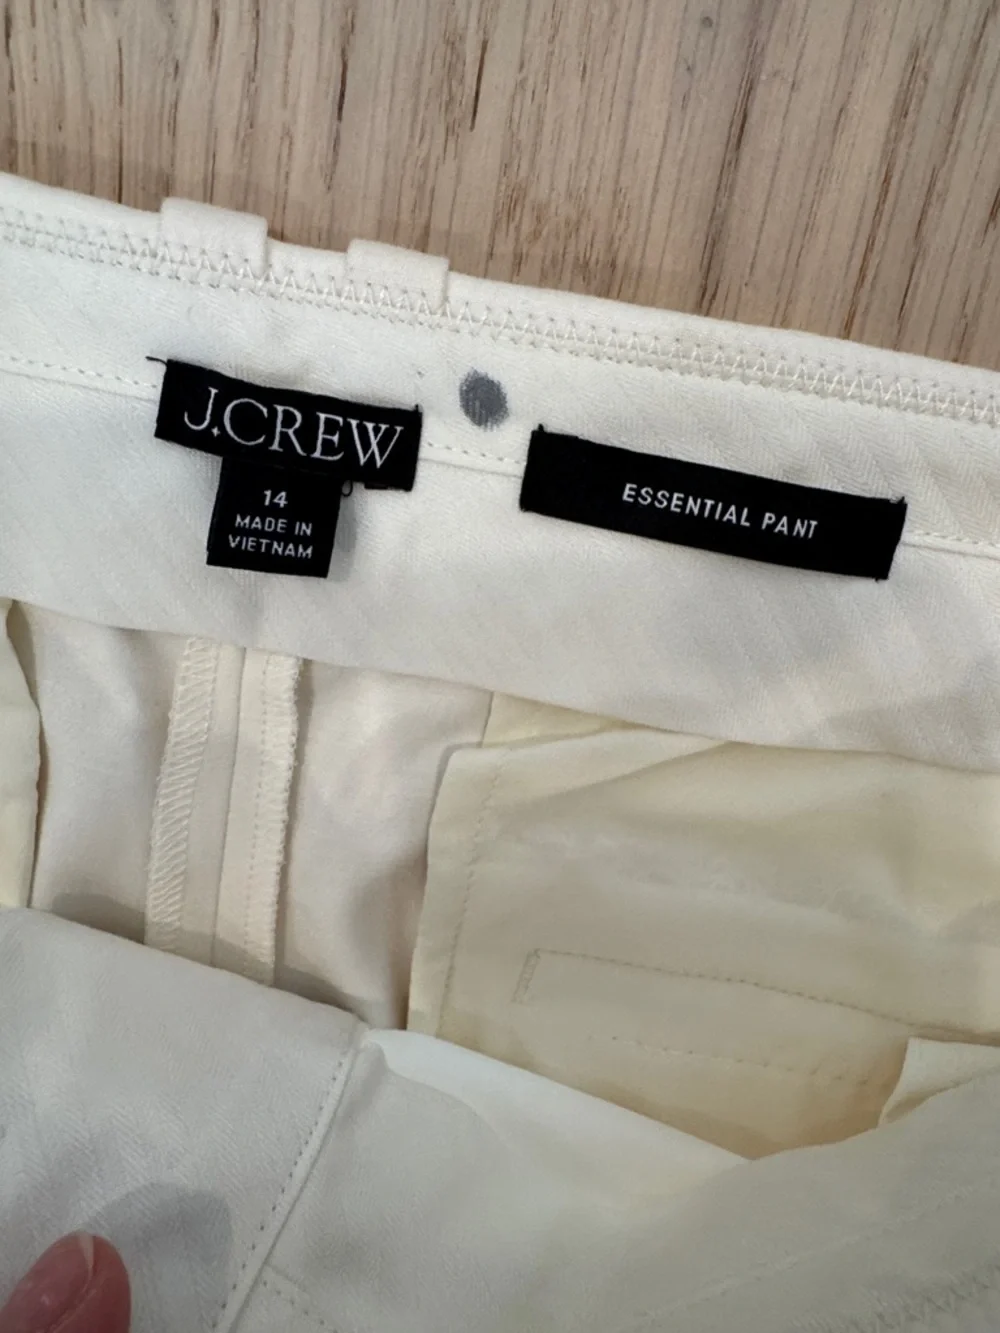 J.CREW
14
MADE IN
VIETNAM
ESSENTIAL PANT